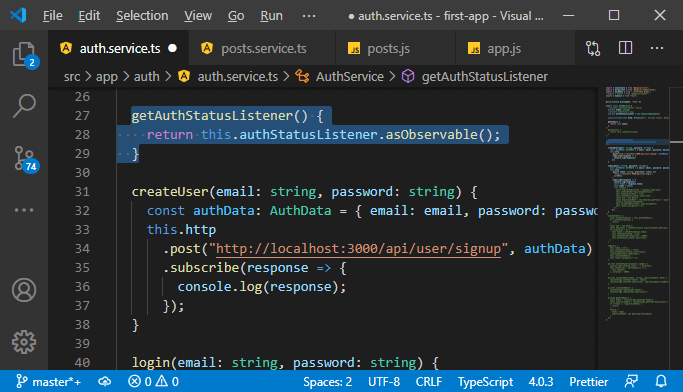 File Edit Selection View Go Run ··· ● auth.service.ts - first-app - Visual ...
auth.service.ts ● posts.service.ts posts.js app.js ···
src > app > auth > auth.service.ts > AuthService > getAuthStatusListener
26
27 getAuthStatusListener() {
28 return this.authStatusListener.asObservable();
29 }
30
31 createUser(email: string, password: string) {
32 const authData: AuthData = { email: email, password: passwo
33 this.http
34 .post("http://localhost:3000/api/user/signup", authData)
35 .subscribe(response => {
36 console.log(response);
37 });
38 }
39
40 login(email: string, password: string) {
2
74
master*+ 0 0 Spaces: 2 UTF-8 CRLF TypeScript 4.0.3 Prettier